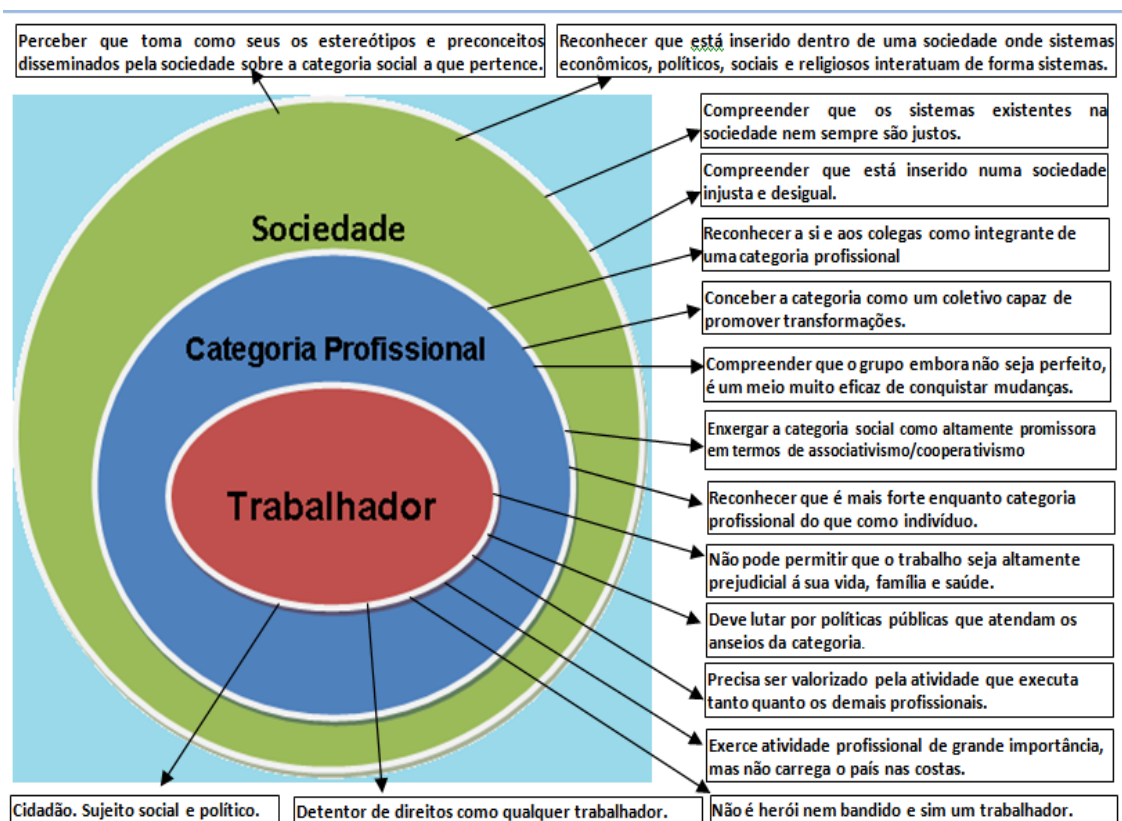 Perceber que toma como seus os estereótipos e preconceitos
disseminados pela sociedade sobre a categoria social a que pertence.
Reconhecer que está inserido dentro de uma sociedade onde sistemas
econômicos, políticos, sociais e religiosos interatuam de forma sistemas.
Compreender que os sistemas existentes na
sociedade nem sempre são justos.
Compreender que está inserido numa sociedade
injusta e desigual.
Sociedade
Reconhecer a si e aos colegas como integrante de
uma categoria profissional
Conceber a categoria como um coletivo capaz de
promover transformações.
Categoria Profissional
Compreender que o grupo embora não seja perfeito,
é um meio muito eficaz de conquistar mudanças.
Enxergar a categoria social como altamente promissora
em termos de associativismo/cooperativismo
Trabalhador
Reconhecer que é mais forte enquanto categoria
profissional do que como indivíduo.
Não pode permitir que o trabalho seja altamente
prejudicial á sua vida, família e saúde.
Deve lutar por políticas públicas que atendam os
anseios da categoria.
Precisa ser valorizado pela atividade que executa
tanto quanto os demais profissionais.
Exerce atividade profissional de grande importância,
mas não carrega o país nas costas.
Cidadão. Sujeito social e político.
Detentor de direitos como qualquer trabalhador.
Não é herói nem bandido e sim um trabalhador.